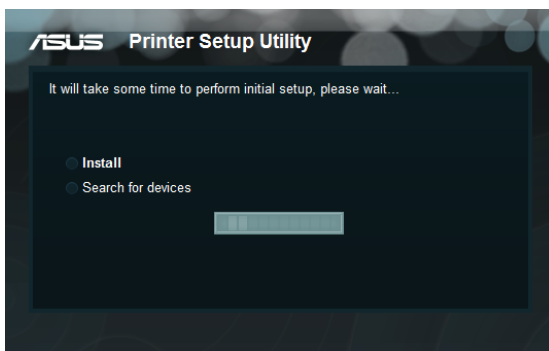 ASUS Printer Setup Utility
It will take some time to perform initial setup, please wait...
Install
Search for devices